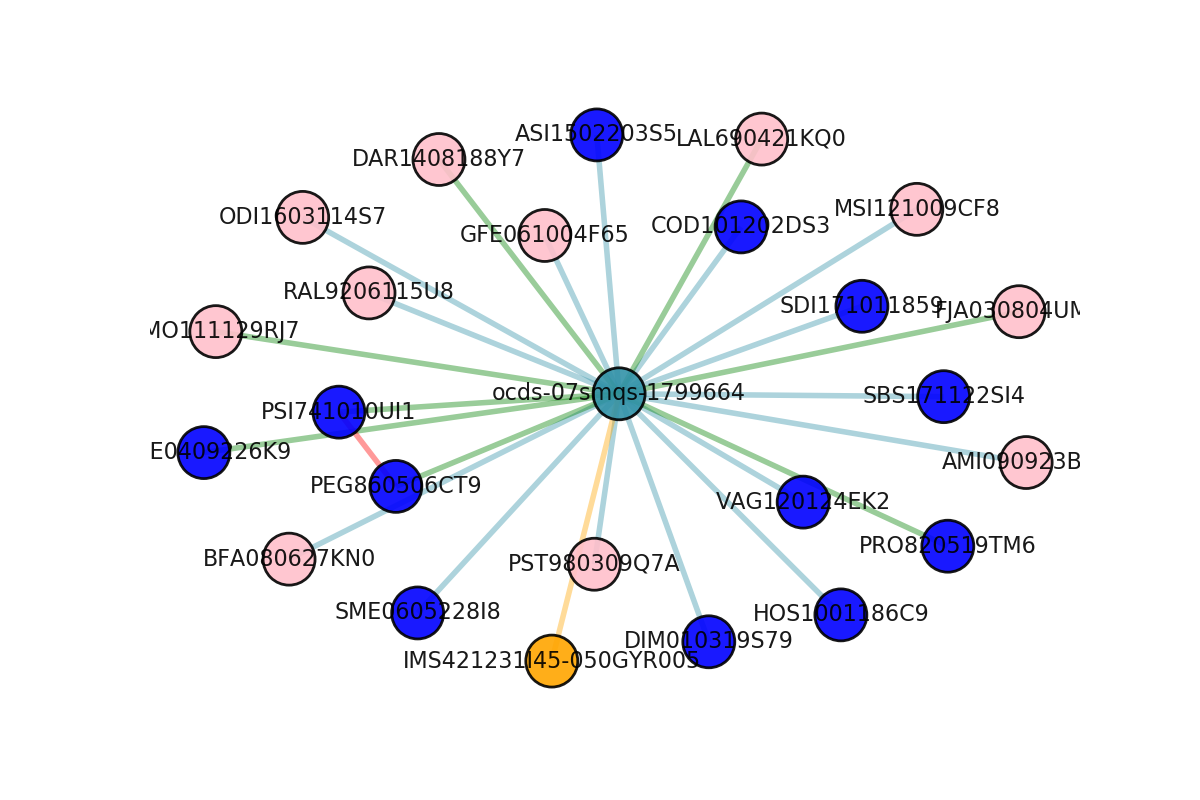 ASI1502203S5
LAL690421KQ0
DAR1408188Y7
MSI121009CF8
ODI1603114S7
COD101202DS3
GFE061004F65
RAL9206115U8
SDI171011859
FJA030804UM
MO111129RJ7
ocds-07smqs-1799664
SBS171122SI4
PSI741010UI1
E0409226K9
AMI090923B
PEG860506CT9
VAG120124EK2
PRO820519TM6
BFA080627KN0
PST980309Q7A
SME0605228I8
HOS1001186C9
DIM010319S79
IMS421231I45-050GYR005